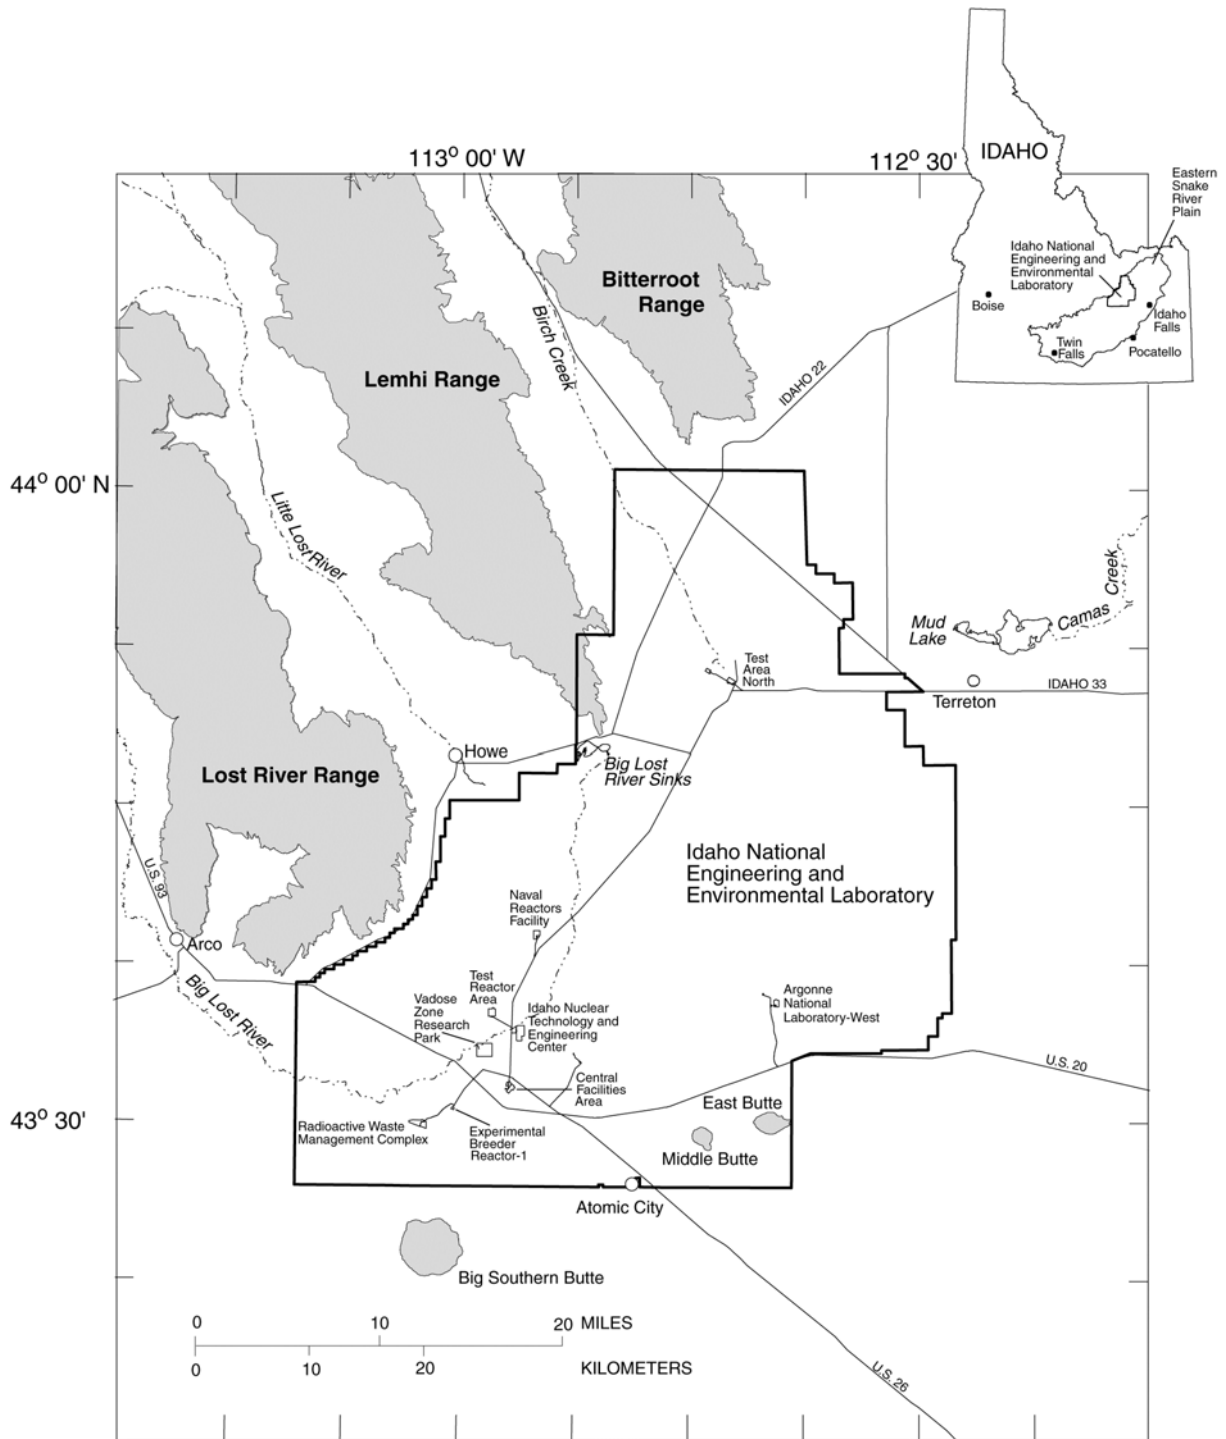 113° 00' W
112° 30'
IDAHO
Eastern
Snake
River
Plain
Idaho National
Engineering and
Environmental
Laboratory
Boise
Idaho
Falls
Twin
Falls
Pocatello
Bitterroot
Range
Birch Creek
Lemhi Range
IDAHO 22
44° 00' N
Litte Lost River
Mud
Lake
Camas Creek
Test
Area
North
IDAHO 33
Terreton
Howe
Big Lost
River Sinks
Lost River Range
U.S. 93
Idaho National
Engineering and
Environmental Laboratory
Naval
Reactors
Facility
Arco
Big Lost River
Test
Reactor
Area
Vadose
Zone
Research
Park
Idaho Nuclear
Technology and
Engineering
Center
Argonne
National
Laboratory-West
U.S. 20
Central
Facilities
Area
43° 30'
East Butte
Radioactive Waste
Management Complex
Experimental
Breeder
Reactor-1
Middle Butte
Atomic City
Big Southern Butte
0 10 20 MILES
0 10 20 KILOMETERS
U.S. 26